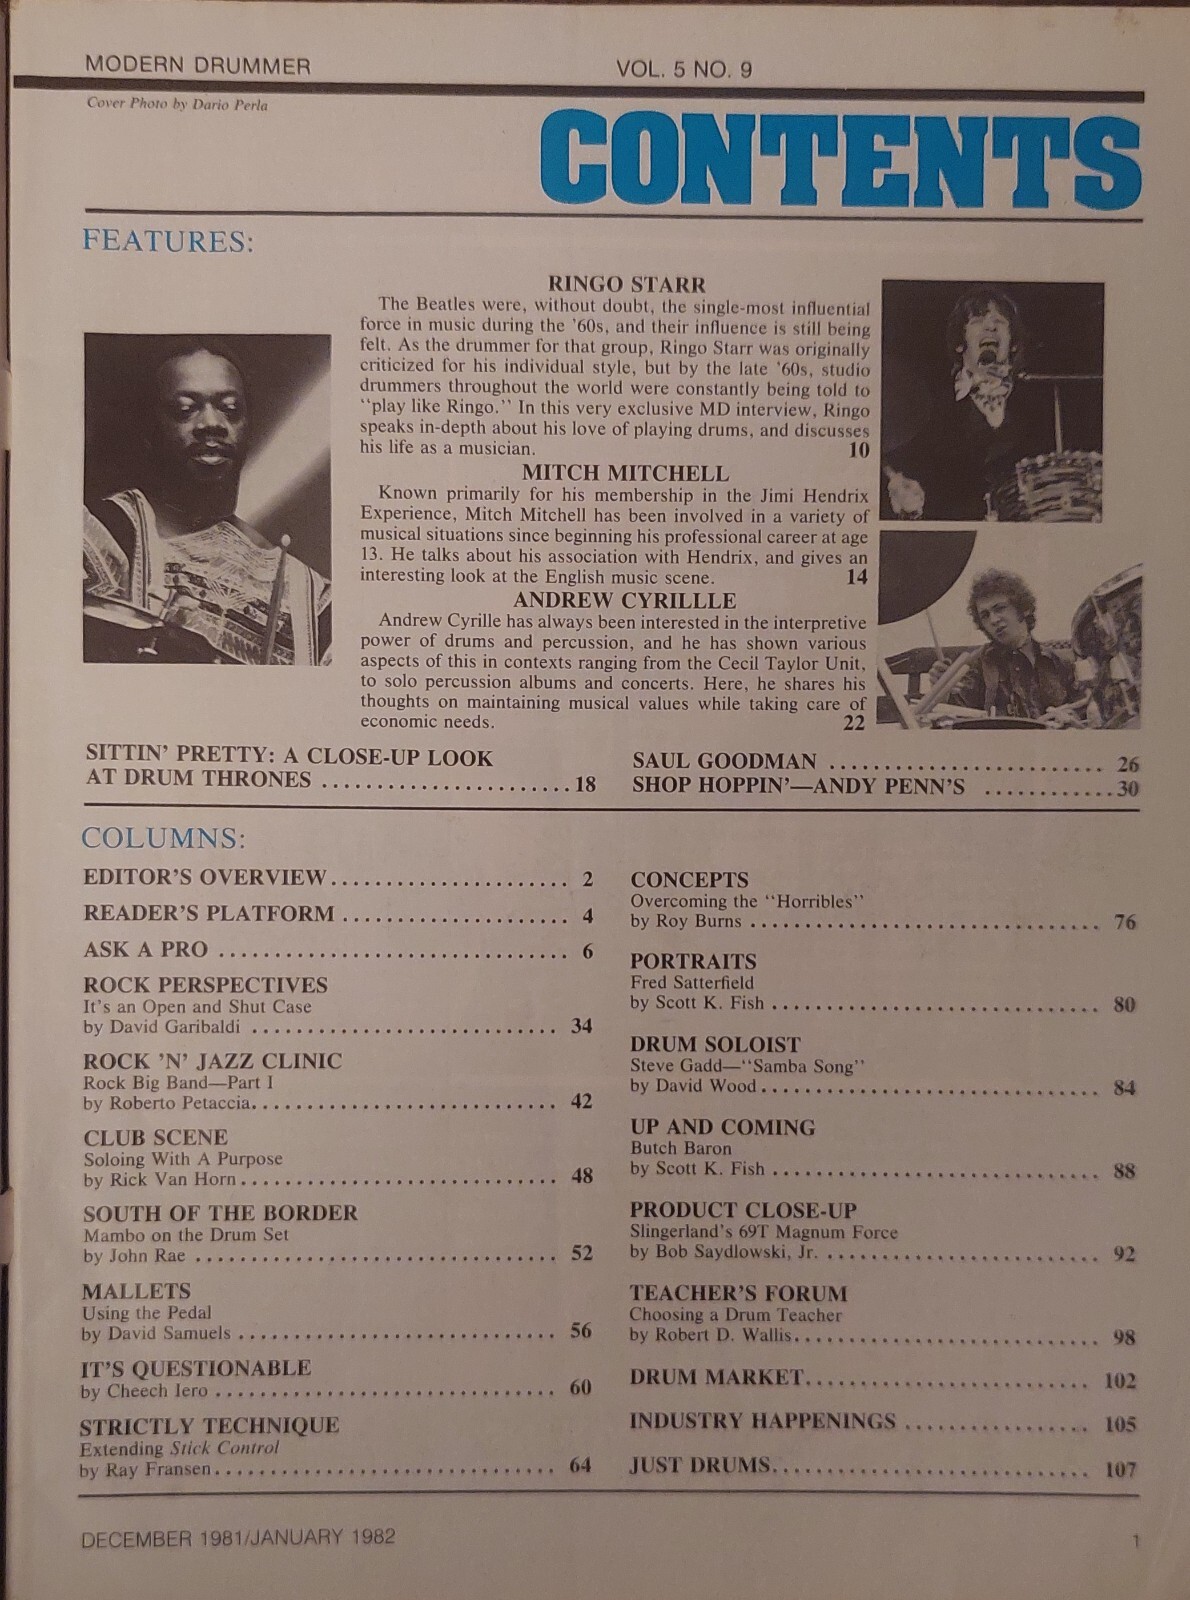 MODERN DRUMMER
VOL. 5 NO. 9
Cover Photo by Dario Perla
CONTENTS
FEATURES:
RINGO STARR
The Beatles were, without doubt, the single-most influential
force in music during the '60s, and their influence is still being
felt. As the drummer for that group, Ringo Starr was originally
criticized for his individual style, but by the late '60s, studio
drummers throughout the world were constantly being told to
"play like Ringo." In this very exclusive MD interview, Ringo
speaks in-depth about his love of playing drums, and discusses
his life as a musician. 10
MITCH MITCHELL
Known primarily for his membership in the Jimi Hendrix
Experience, Mitch Mitchell has been involved in a variety of
musical situations since beginning his professional career at age
13. He talks about his association with Hendrix, and gives an
interesting look at the English music scene. 14
ANDREW CYRILLLE
Andrew Cyrille has always been interested in the interpretive
power of drums and percussion, and he has shown various
aspects of this in contexts ranging from the Cecil Taylor Unit,
to solo percussion albums and concerts. Here, he shares his
thoughts on maintaining musical values while taking care of
economic needs. 22
SITTIN' PRETTY: A CLOSE-UP LOOK
AT DRUM THRONES ....................... 18
SAUL GOODMAN ......................... 26
SHOP HOPPIN'—ANDY PENN'S ............ 30
COLUMNS:
EDITOR'S OVERVIEW...................... 2
READER'S PLATFORM ..................... 4
ASK A PRO ................................ 6
ROCK PERSPECTIVES
It's an Open and Shut Case
by David Garibaldi ............................ 34
ROCK 'N' JAZZ CLINIC
Rock Big Band—Part I
by Roberto Petaccia............................ 42
CLUB SCENE
Soloing With A Purpose
by Rick Van Horn............................. 48
SOUTH OF THE BORDER
Mambo on the Drum Set
by John Rae ................................. 52
MALLETS
Using the Pedal
by David Samuels ............................. 56
IT'S QUESTIONABLE
by Cheech Iero ............................... 60
STRICTLY TECHNIQUE
Extending Stick Control
by Ray Fransen............................... 64
CONCEPTS
Overcoming the "Horribles"
by Roy Burns ................................ 76
PORTRAITS
Fred Satterfield
by Scott K. Fish .............................. 80
DRUM SOLOIST
Steve Gadd—"Samba Song"
by David Wood............................... 84
UP AND COMING
Butch Baron
by Scott K. Fish .............................. 88
PRODUCT CLOSE-UP
Slingerland's 69T Magnum Force
by Bob Saydlowski, Jr. ......................... 92
TEACHER'S FORUM
Choosing a Drum Teacher
by Robert D. Wallis............................ 98
DRUM MARKET.......................... 102
INDUSTRY HAPPENINGS ................. 105
JUST DRUMS............................. 107
DECEMBER 1981/JANUARY 1982
1